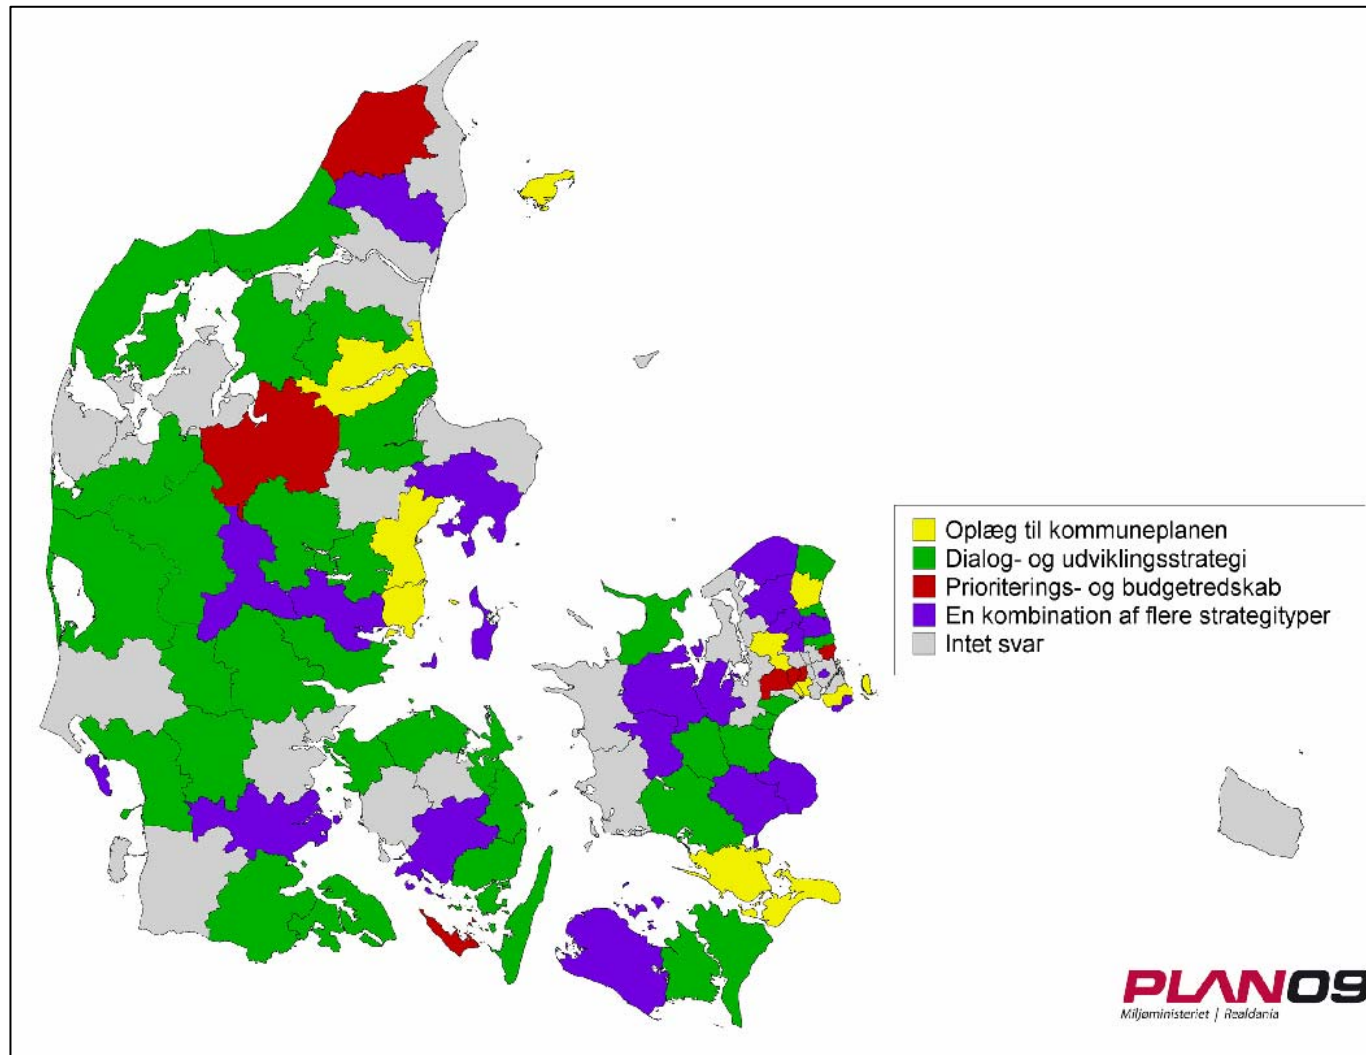 Oplæg til kommuneplanen
Dialog- og udviklingsstrategi
Prioriterings- og budgetredskab
En kombination af flere strategityper
Intet svar
PLAN09
Miljøministeriet | Realdania